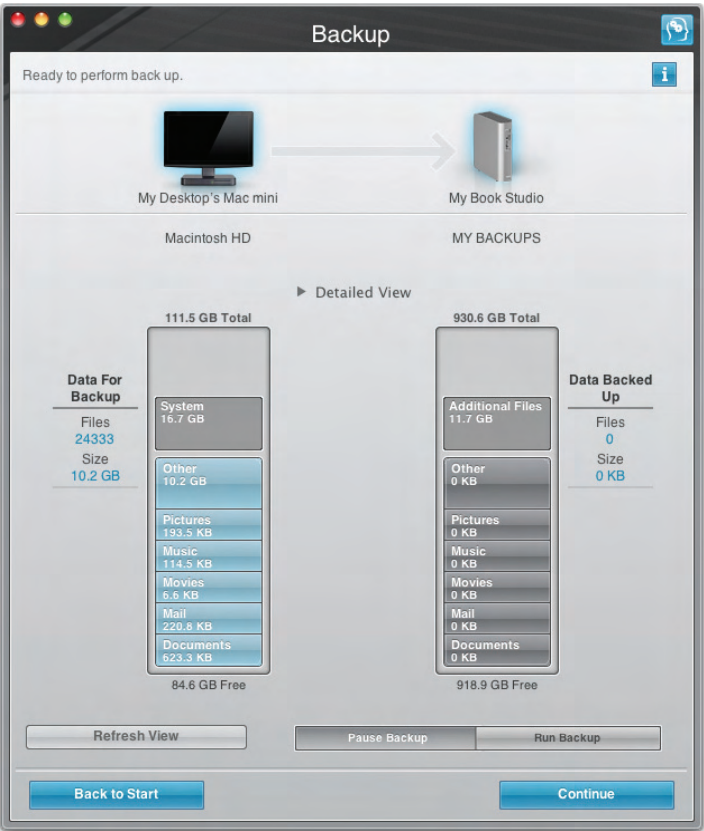 Backup
Ready to perform back up.
i
My Desktop's Mac mini
My Book Studio
Macintosh HD
MY BACKUPS
Detailed View
111.5 GB Total
930.6 GB Total
Data For
Backup
Files
24333
Size
10.2 GB
System
16.7 GB
Other
10.2 GB
Pictures
193.5 KB
Music
114.5 KB
Movies
6.6 KB
Mail
220.8 KB
Documents
623.3 KB
84.6 GB Free
Additional Files
11.7 GB
Other
0 KB
Pictures
0 KB
Music
0 KB
Movies
0 KB
Mail
0 KB
Documents
0 KB
918.9 GB Free
Data Backed
Up
Files
0
Size
0 KB
Refresh View
Pause Backup
Run Backup
Back to Start
Continue